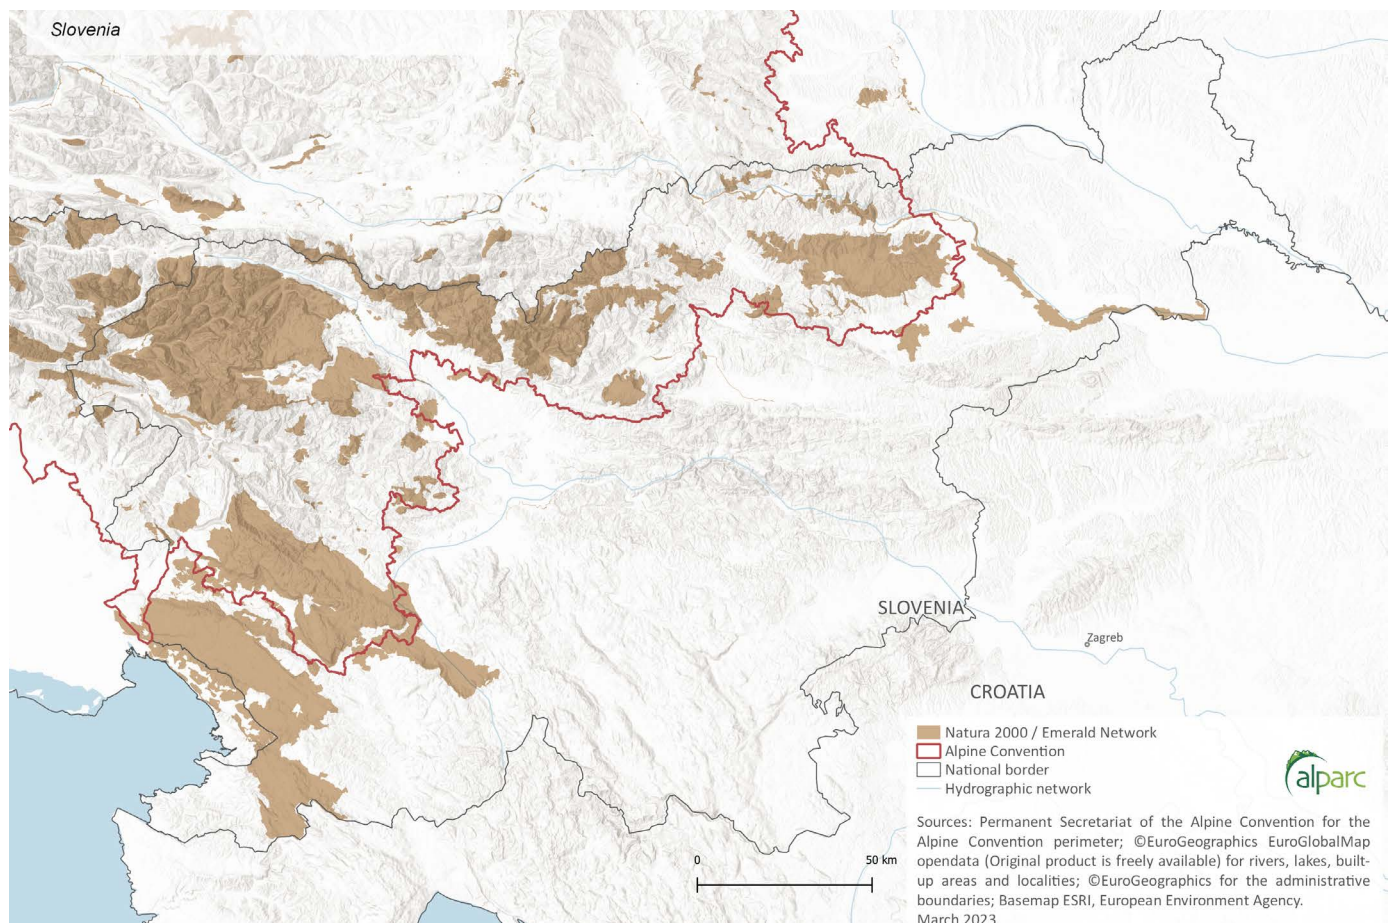 Slovenia
SLOVENIA
Zagreb
CROATIA
Natura 2000 / Emerald Network
Alpine Convention
National border
Hydrographic network
alparc
Sources: Permanent Secretariat of the Alpine Convention for the
Alpine Convention perimeter; ©EuroGeographics EuroGlobalMap
opendata (Original product is freely available) for rivers, lakes, built-
up areas and localities; ©EuroGeographics for the administrative
boundaries; Basemap ESRI, European Environment Agency.
March 2023
0 50 km